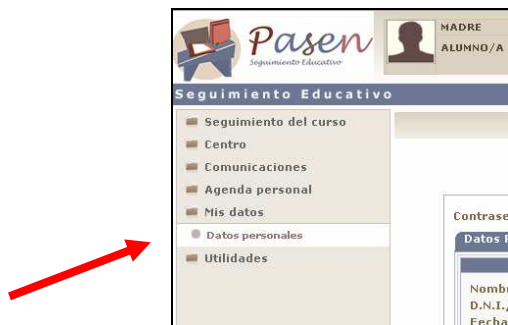 Pasen
Seguimiento Educativo
MADRE
ALUMNO/A
Seguimiento Educativo
Seguimiento del curso
Centro
Comunicaciones
Agenda personal
Mis datos
Datos personales
Utilidades
Contrase
Datos P
Nombr
D.N.I.,
Fecha